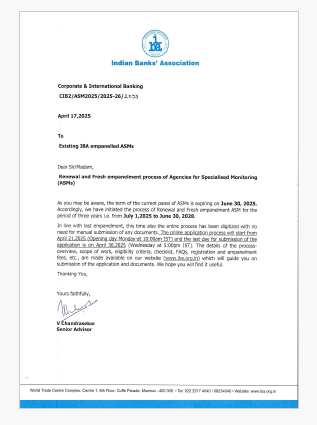 Indian Banks' Association
Corporate & International Banking
CIB2/ASM2025/2025-26/2033
April 17,2025
To
Existing IBA empanelled ASMs
Dear Sir/Madam,
Renewal and Fresh empanelment process of Agencies for Specialised Monitoring
(ASMs)
As you may be aware, the term of the current panel of ASMs is expiring on June 30, 2025.
Accordingly, we have initiated the process of Renewal and Fresh empanelment ASM for the
period of three years i.e. from July 1,2025 to June 30, 2028.
In line with last empanelment, this time also the entire process has been digitized with no
need for manual submission of any documents. The online application process will start from
April 21,2025 (Opening day Monday at 10:00am IST) and the last day for submission of the
application is on April 30,2025 (Wednesday at 5:00pm IST). The details of the process-
overview, scope of work, eligibility criteria, checklist, FAQs, registration and empanelment
fees, etc., are made available on our website (www.iba.org.in) which will guide you on
submission of the application and documents. We hope you will find it useful.
Thanking You,
Yours faithfully,
V Chandrasekar
Senior Advisor
World Trade Centre Complex, Centre 1, 6th Floor, Cuffe Parade, Mumbai - 400 005. • Tel: 022 2217 4040 / 69234040 • Website: www.iba.org.in